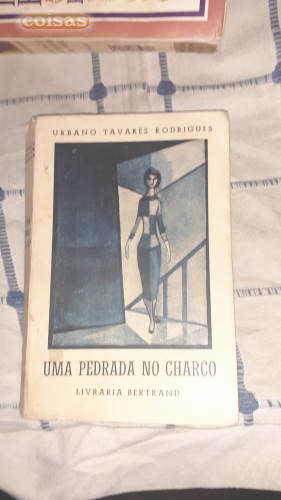 coisas
URBANO TAVARES RODRIGUES
UMA PEDRADA NO CHARCO
LIVRARIA BERTRAND